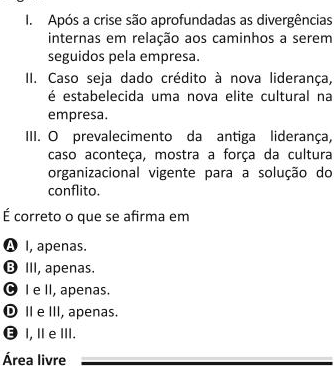 I. Após a crise são aprofundadas as divergências
internas em relação aos caminhos a serem
seguidos pela empresa.
II. Caso seja dado crédito à nova liderança,
é estabelecida uma nova elite cultural na
empresa.
III. O prevalecimento da antiga liderança,
caso aconteça, mostra a força da cultura
organizacional vigente para a solução do
conflito.
É correto o que se afirma em
A I, apenas.
B III, apenas.
C I e II, apenas.
D II e III, apenas.
E I, II e III.
Área livre